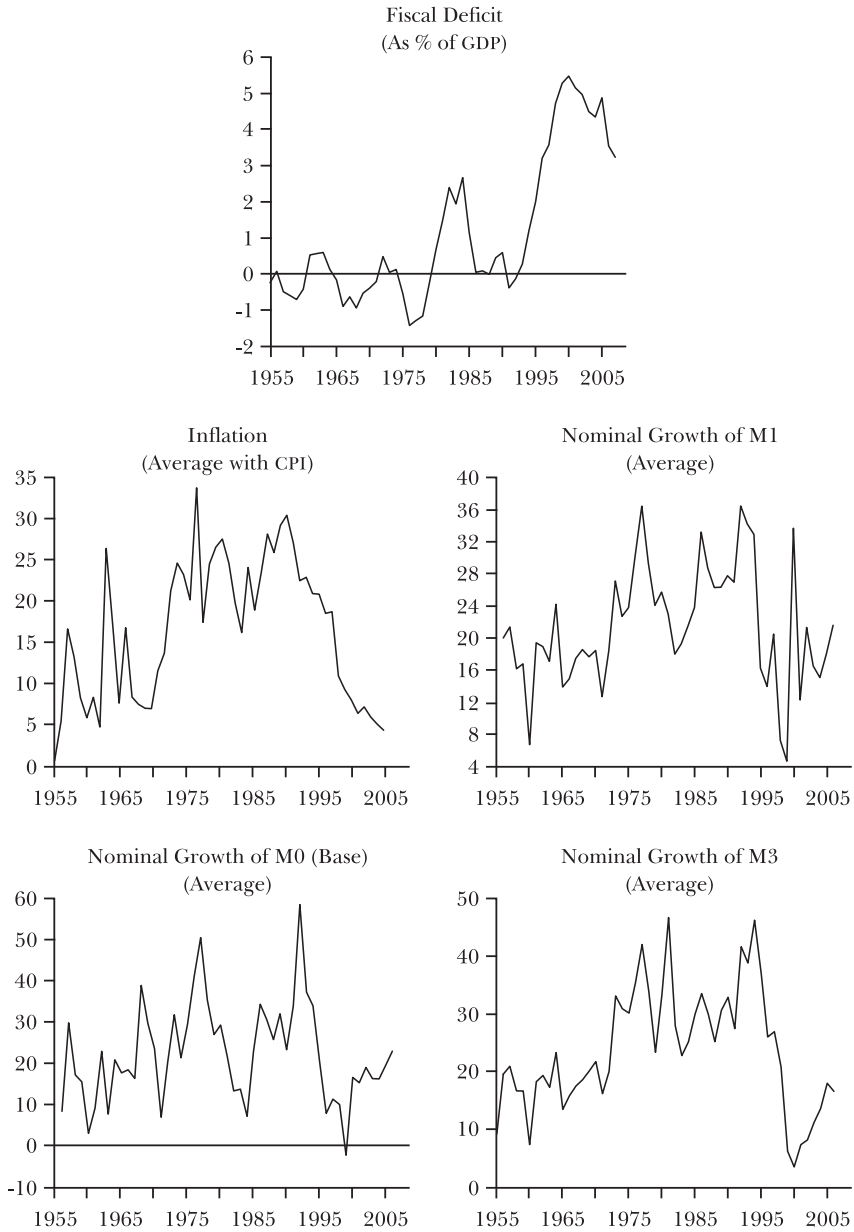 Fiscal Deficit
(As % of GDP)
6
5
4
3
2
1
0
-1
-2
1955 1965 1975 1985 1995 2005
Inflation
(Average with CPI)
35
30
25
20
15
10
5
0
1955 1965 1975 1985 1995 2005
Nominal Growth of M1
(Average)
40
36
32
28
24
20
16
12
8
4
1955 1965 1975 1985 1995 2005
Nominal Growth of M0 (Base)
(Average)
60
50
40
30
20
10
0
-10
1955 1965 1975 1985 1995 2005
Nominal Growth of M3
(Average)
50
40
30
20
10
0
1955 1965 1975 1985 1995 2005